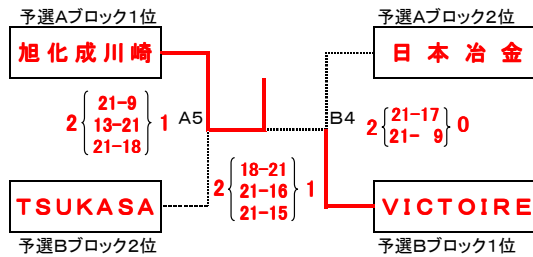 予選Aブロック1位
予選Aブロック2位
旭化成川崎
日本冶金
2 21-9 13-21 21-18 1
A5
B4
2 21-17 21- 9 0
2 18-21 21-16 21-15 1
TSUKASA
VICTOIRE
予選Bブロック2位
予選Bブロック1位